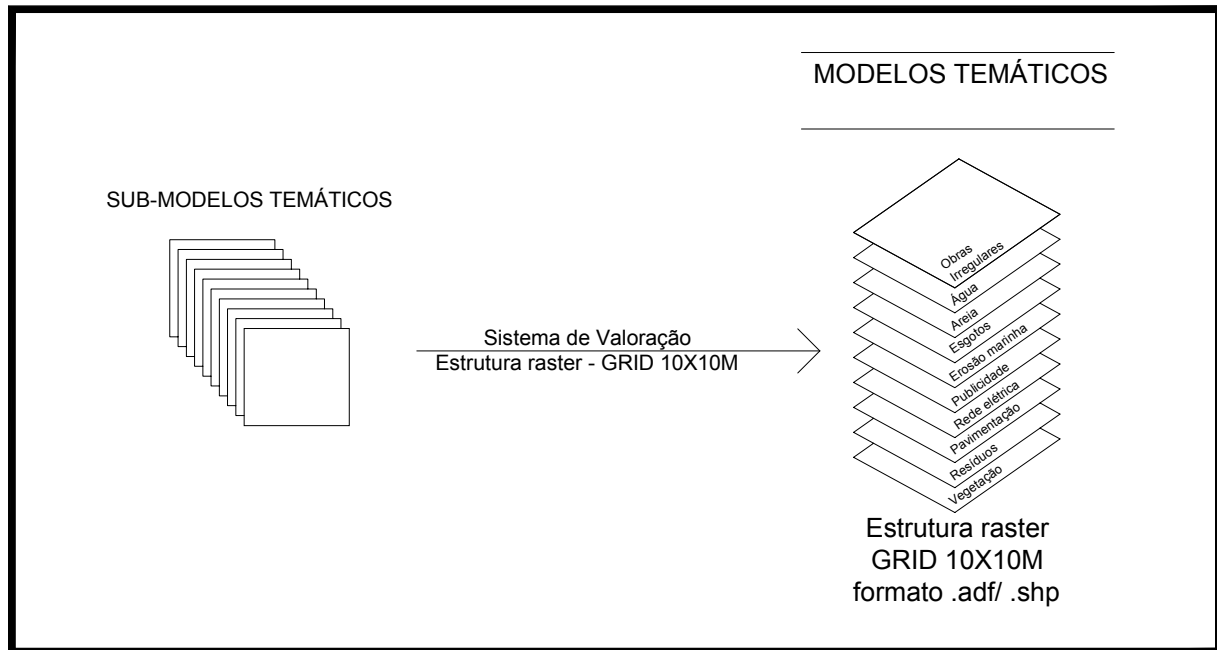 MODELOS TEMÁTICOS
SUB-MODELOS TEMÁTICOS
Sistema de Valoração
Estrutura raster - GRID 10X10M
Obras
Irregulares
Água
Areia
Esgotos
Erosão marinha
Publicidade
Rede elétrica
Pavimentação
Resíduos
Vegetação
Estrutura raster
GRID 10X10M
formato .adf/ .shp